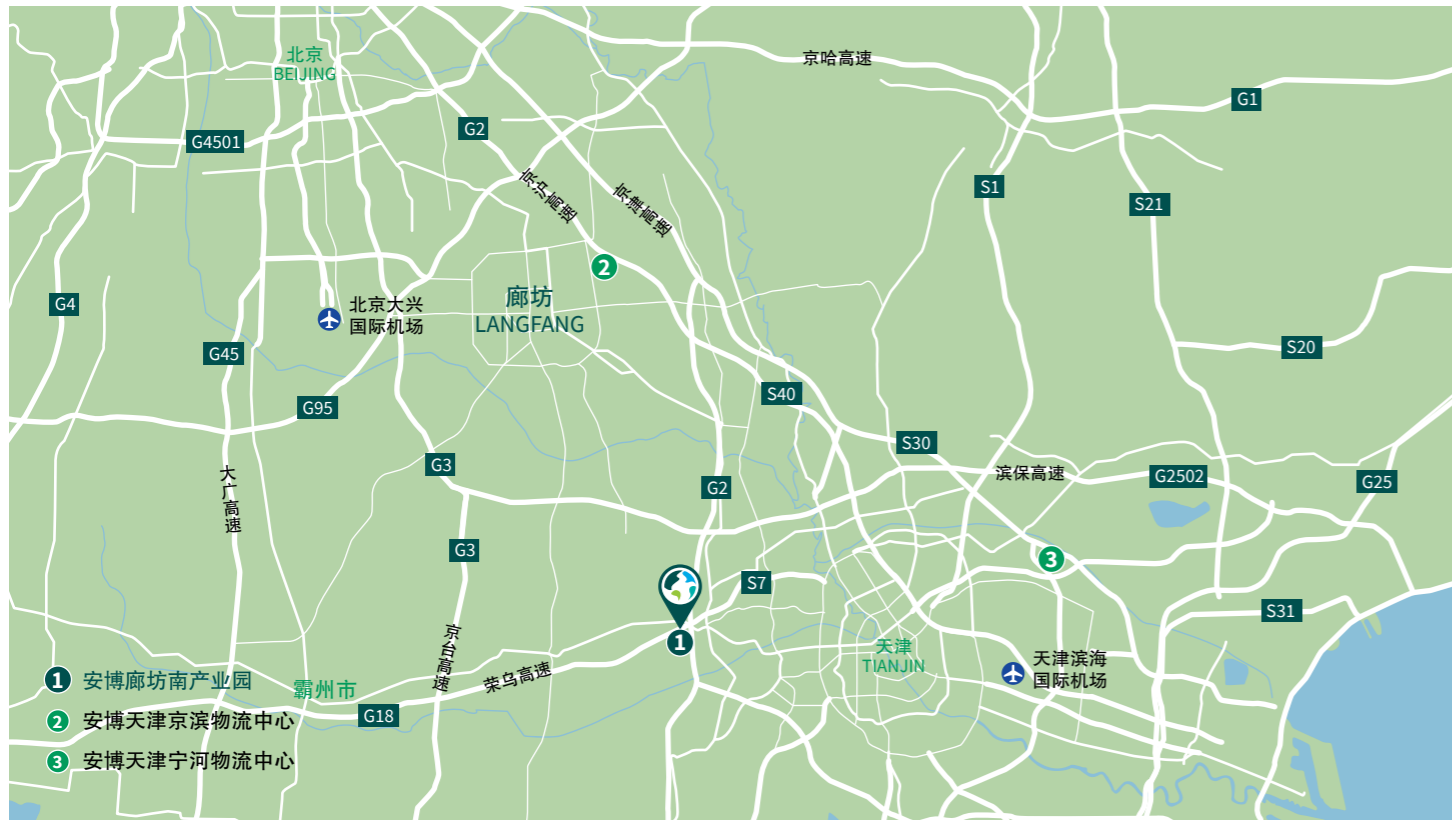 北京
BEIJING
京哈高速
G1
G2
G4501
京沪高速
京津高速
S1
S21
2
廊坊
LANGFANG
北京大兴
国际机场
G4
G45
S20
G95
S40
S30
G3
大广高速
滨保高速
G2502
G25
G2
G3
3
S7
S31
1
京台高速
荣乌高速
天津
TIANJIN
天津滨海
国际机场
霸州市
G18
1 安博廊坊南产业园
2 安博天津京滨物流中心
3 安博天津宁河物流中心